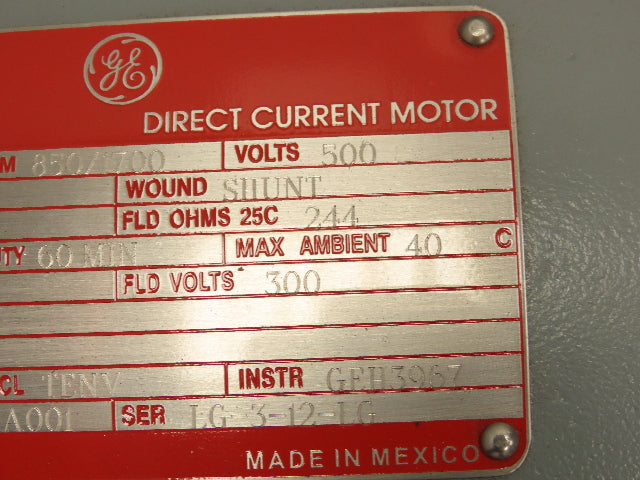 GE
DIRECT CURRENT MOTOR
M 850/1700 VOLTS 500
WOUND SHUNT
FLD OHMS 25C 244
TY 60 MIN MAX AMBIENT 40 C
FLD VOLTS 300
CL TENV INSTR GEH3967
A001 SER LG-3-12-LG
MADE IN MEXICO